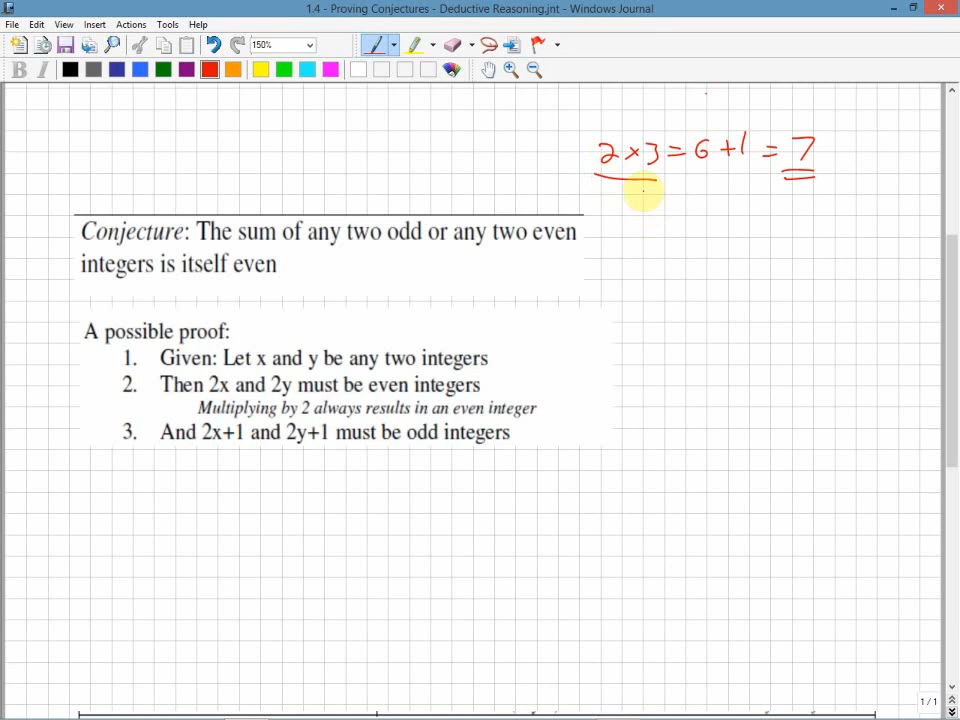 1.4 - Proving Conjectures - Deductive Reasoning.jnt - Windows Journal
File Edit View Insert Actions Tools Help
150%
B I
2 × 3 = 6 + 1 = 7
Conjecture: The sum of any two odd or any two even
integers is itself even
A possible proof:
1. Given: Let x and y be any two integers
2. Then 2x and 2y must be even integers
Multiplying by 2 always results in an even integer
3. And 2x+1 and 2y+1 must be odd integers
1 / 1